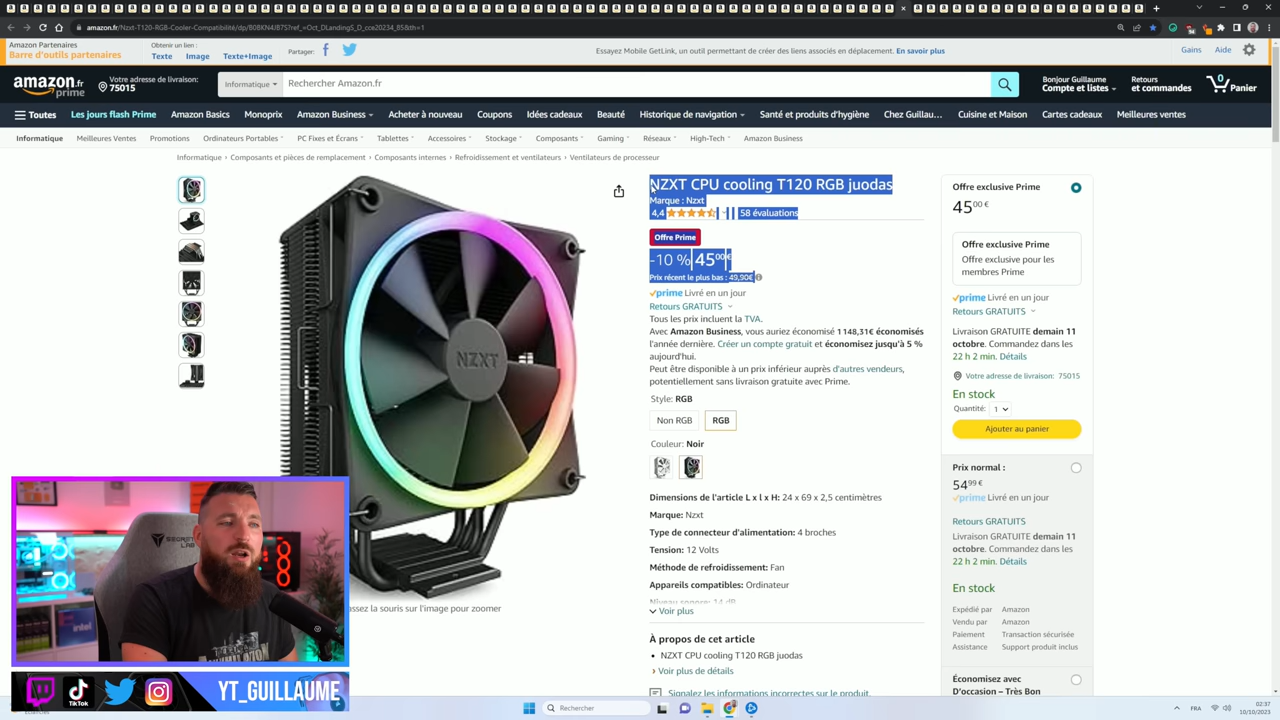 amazon.fr/Nzxt-T120-RGB-Cooler-Compatibilité/dp/B0BKN4J875?ref_=Oct_DLandingS_D_cce20234_85&th=1
Amazon Partenaires
Barre d'outils partenaires
Obtenir un lien :
Texte Image Texte+Image
Partager:
Essayez Mobile GetLink, un outil permettant de créer des liens associés en déplacement. En savoir plus
Gains Aide
amazon.fr
prime
Votre adresse de livraison:
75015
Informatique
Rechercher Amazon.fr
Bonjour Guillaume
Compte et listes
Retours
et commandes
0
Panier
Toutes Les jours flash Prime Amazon Basics Monoprix Amazon Business Acheter à nouveau Coupons Idées cadeaux Beauté Historique de navigation Santé et produits d'hygiène Chez Guillau... Cuisine et Maison Cartes cadeaux Meilleures ventes
Informatique Meilleures Ventes Promotions Ordinateurs Portables PC Fixes et Écrans Tablettes Accessoires Stockage Composants Gaming Réseaux High-Tech Amazon Business
Informatique › Composants et pièces de remplacement › Composants internes › Refroidissement et ventilateurs › Ventilateurs de processeur
NZXT
NZXT CPU cooling T120 RGB juodas
Marque : Nzxt
4,4 58 évaluations
Offre Prime
-10 % 45,00 €
Prix récent le plus bas : 49,90€
prime Livré en un jour
Retours GRATUITS
Tous les prix incluent la TVA.
Avec Amazon Business, vous auriez économisé 1 148,31€ économisés
l'année dernière. Créer un compte gratuit et économisez jusqu'à 5 %
aujourd'hui.
Peut être disponible à un prix inférieur auprès d'autres vendeurs,
potentiellement sans livraison gratuite avec Prime.
Style: RGB
Non RGB RGB
Couleur: Noir
Dimensions de l'article L x l x H: 24 x 69 x 2,5 centimètres
Marque: Nzxt
Type de connecteur d'alimentation: 4 broches
Tension: 12 Volts
Méthode de refroidissement: Fan
Appareils compatibles: Ordinateur
Niveau sonore: 14 dB
Voir plus
À propos de cet article
• NZXT CPU cooling T120 RGB juodas
› Voir plus de détails
Signalez les informations incorrectes sur le produit.
assez la souris sur l'image pour zoomer
Offre exclusive Prime
45 00 €
Offre exclusive Prime
Offre exclusive pour les
membres Prime
prime Livré en un jour
Retours GRATUITS
Livraison GRATUITE demain 11
octobre. Commandez dans les
22 h 2 min. Détails
Votre adresse de livraison: 75015
En stock
Quantité: 1
Ajouter au panier
Prix normal :
54 99 €
prime Livré en un jour
Retours GRATUITS
Livraison GRATUITE demain 11
octobre. Commandez dans les
22 h 2 min. Détails
En stock
Expédié par Amazon
Vendu par Amazon
Paiement Transaction sécurisée
Assistance Support produit inclus
Économisez avec
D'occasion – Très Bon
SECRET
LAB
TikTok
YT_GUILLAUME
Rechercher
FRA
02:37
10/10/2023